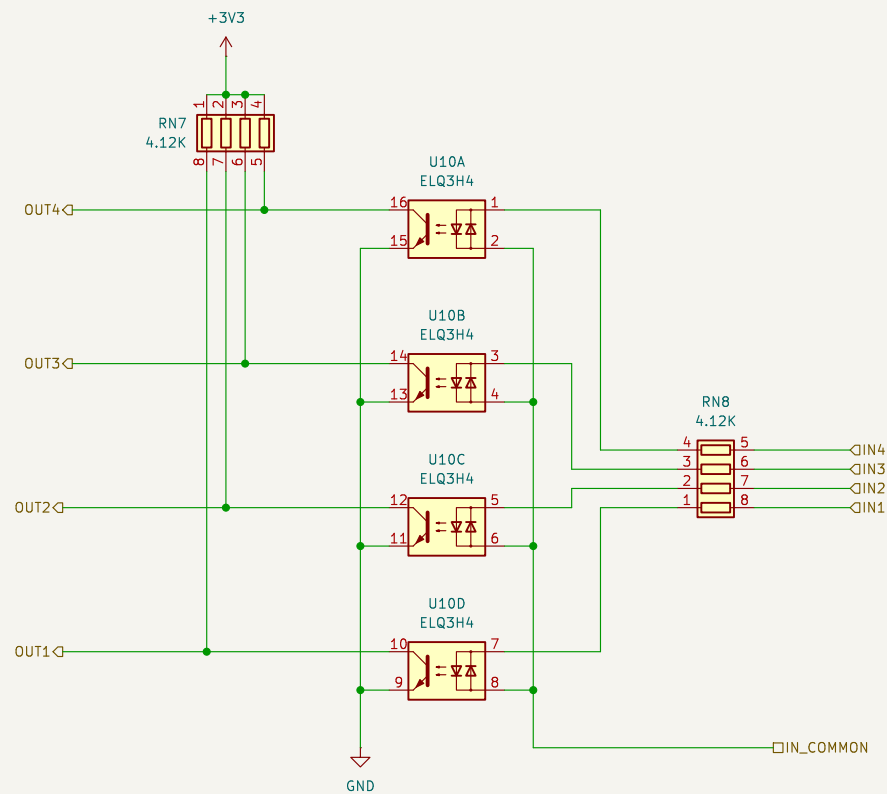 +3V3
1 2 3 4
RN7
4.12K
8 7 6 5
U10A
ELQ3H4
OUT4
16
1
15
2
U10B
ELQ3H4
OUT3
14
3
13
4
RN8
4.12K
4
5
IN4
3
6
IN3
2
7
IN2
1
8
IN1
U10C
ELQ3H4
OUT2
12
5
11
6
U10D
ELQ3H4
OUT1
10
7
9
8
IN_COMMON
GND